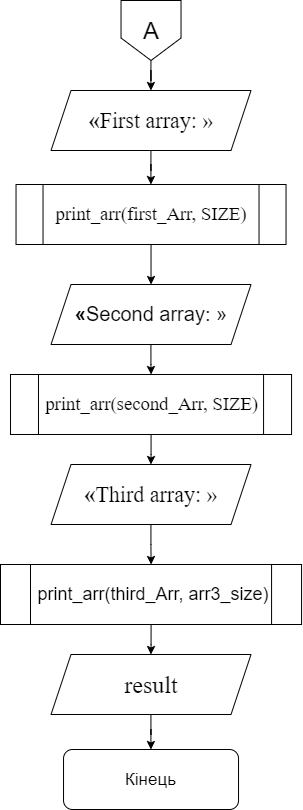 A
«First array: »
print_arr(first_Arr, SIZE)
«Second array: »
print_arr(second_Arr, SIZE)
«Third array: »
print_arr(third_Arr, arr3_size)
result
Кінець